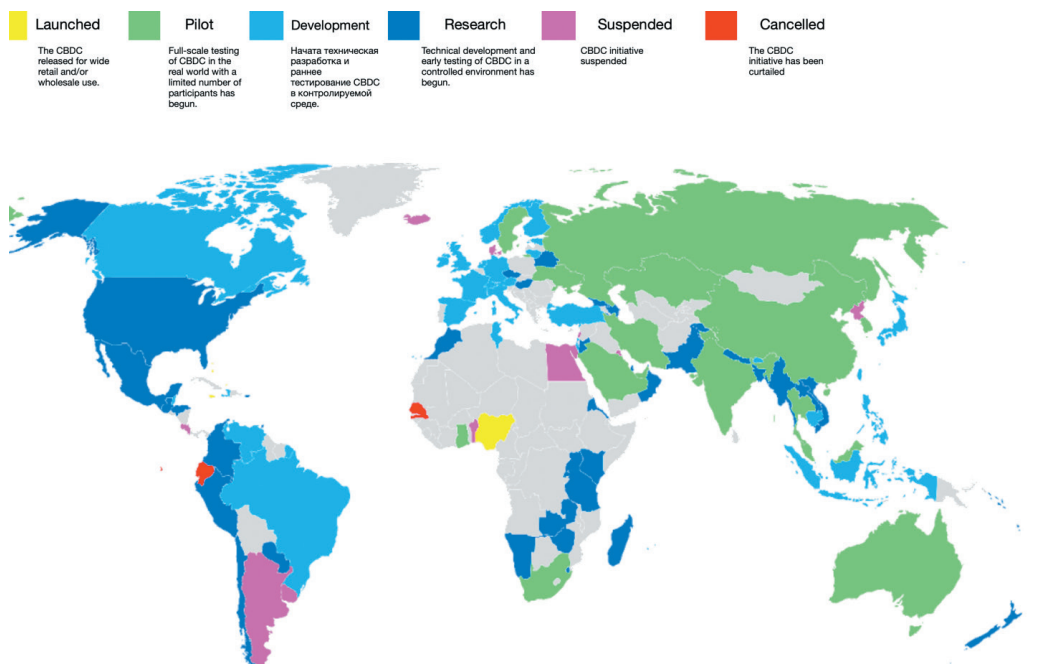 Launched
Pilot
Development
Research
Suspended
Cancelled
The CBDC
released for wide
retail and/or
wholesale use.
Full-scale testing
of CBDC in the
real world with a
limited number of
participants has
begun.
Начата техническая
разработка и
раннее
тестирование CBDC
в контролируемой
среде.
Technical development and
early testing of CBDC in a
controlled environment has
begun.
CBDC initiative
suspended
The CBDC
initiative has been
curtailed